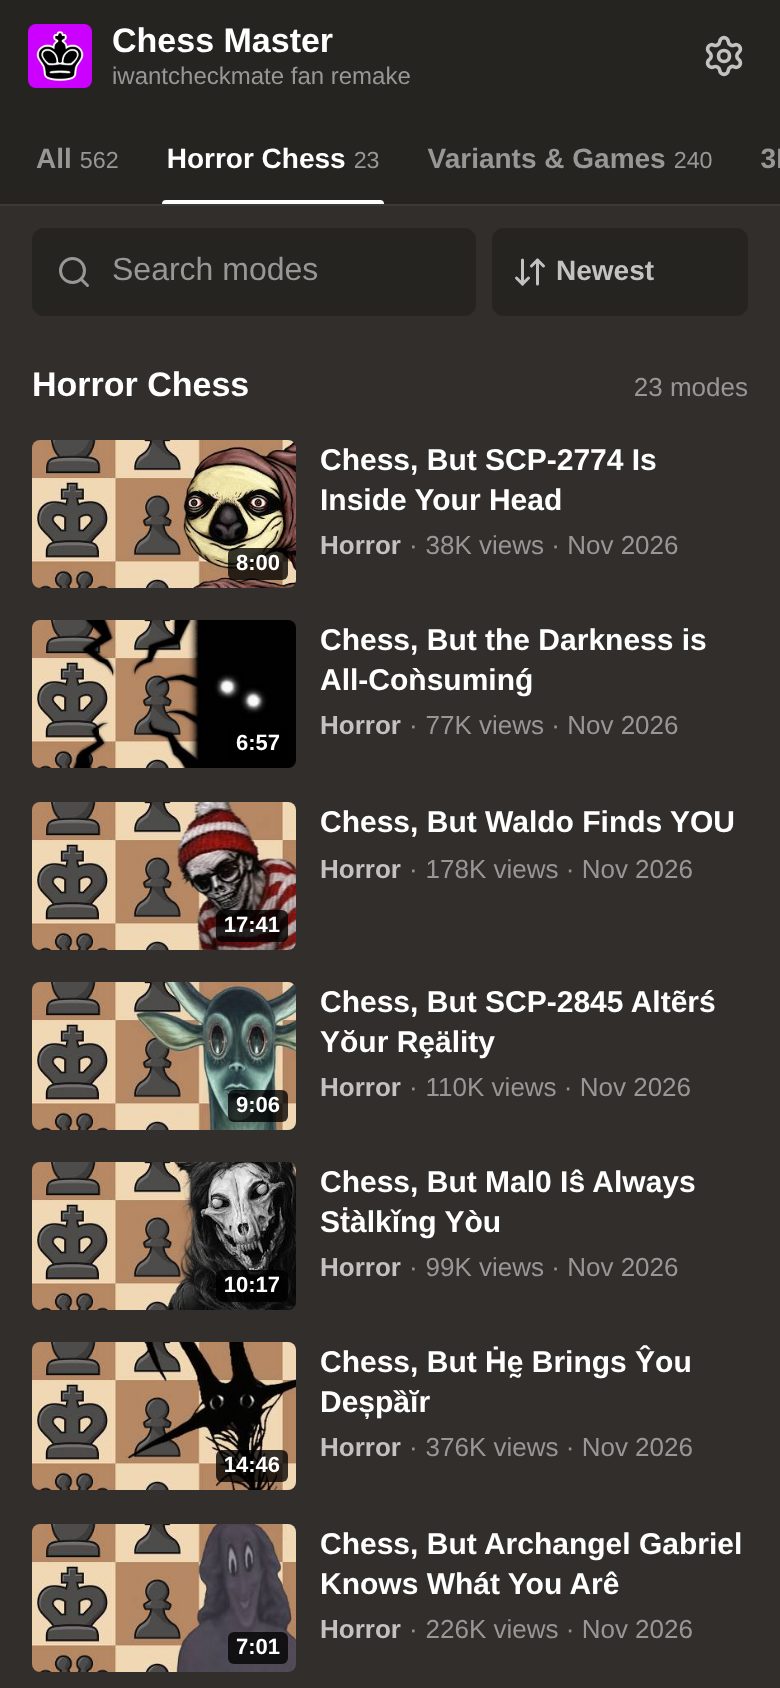 Chess Master
iwantcheckmate fan remake
All 562
Horror Chess 23
Variants & Games 240
Search modes
Newest
Horror Chess
23 modes
8:00
Chess, But SCP-2774 Is
Inside Your Head
Horror · 38K views · Nov 2026
6:57
Chess, But the Darkness is
All-Coǹsuminǵ
Horror · 77K views · Nov 2026
17:41
Chess, But Waldo Finds YOU
Horror · 178K views · Nov 2026
9:06
Chess, But SCP-2845 Altẽrś
Yŏur Ręälity
Horror · 110K views · Nov 2026
10:17
Chess, But Mal0 Iŝ Always
Sṫàlkǐng Yòu
Horror · 99K views · Nov 2026
14:46
Chess, But Ḣḛ Brings Ŷou
Deșpȁĭr
Horror · 376K views · Nov 2026
7:01
Chess, But Archangel Gabriel
Knows Whát You Arê
Horror · 226K views · Nov 2026